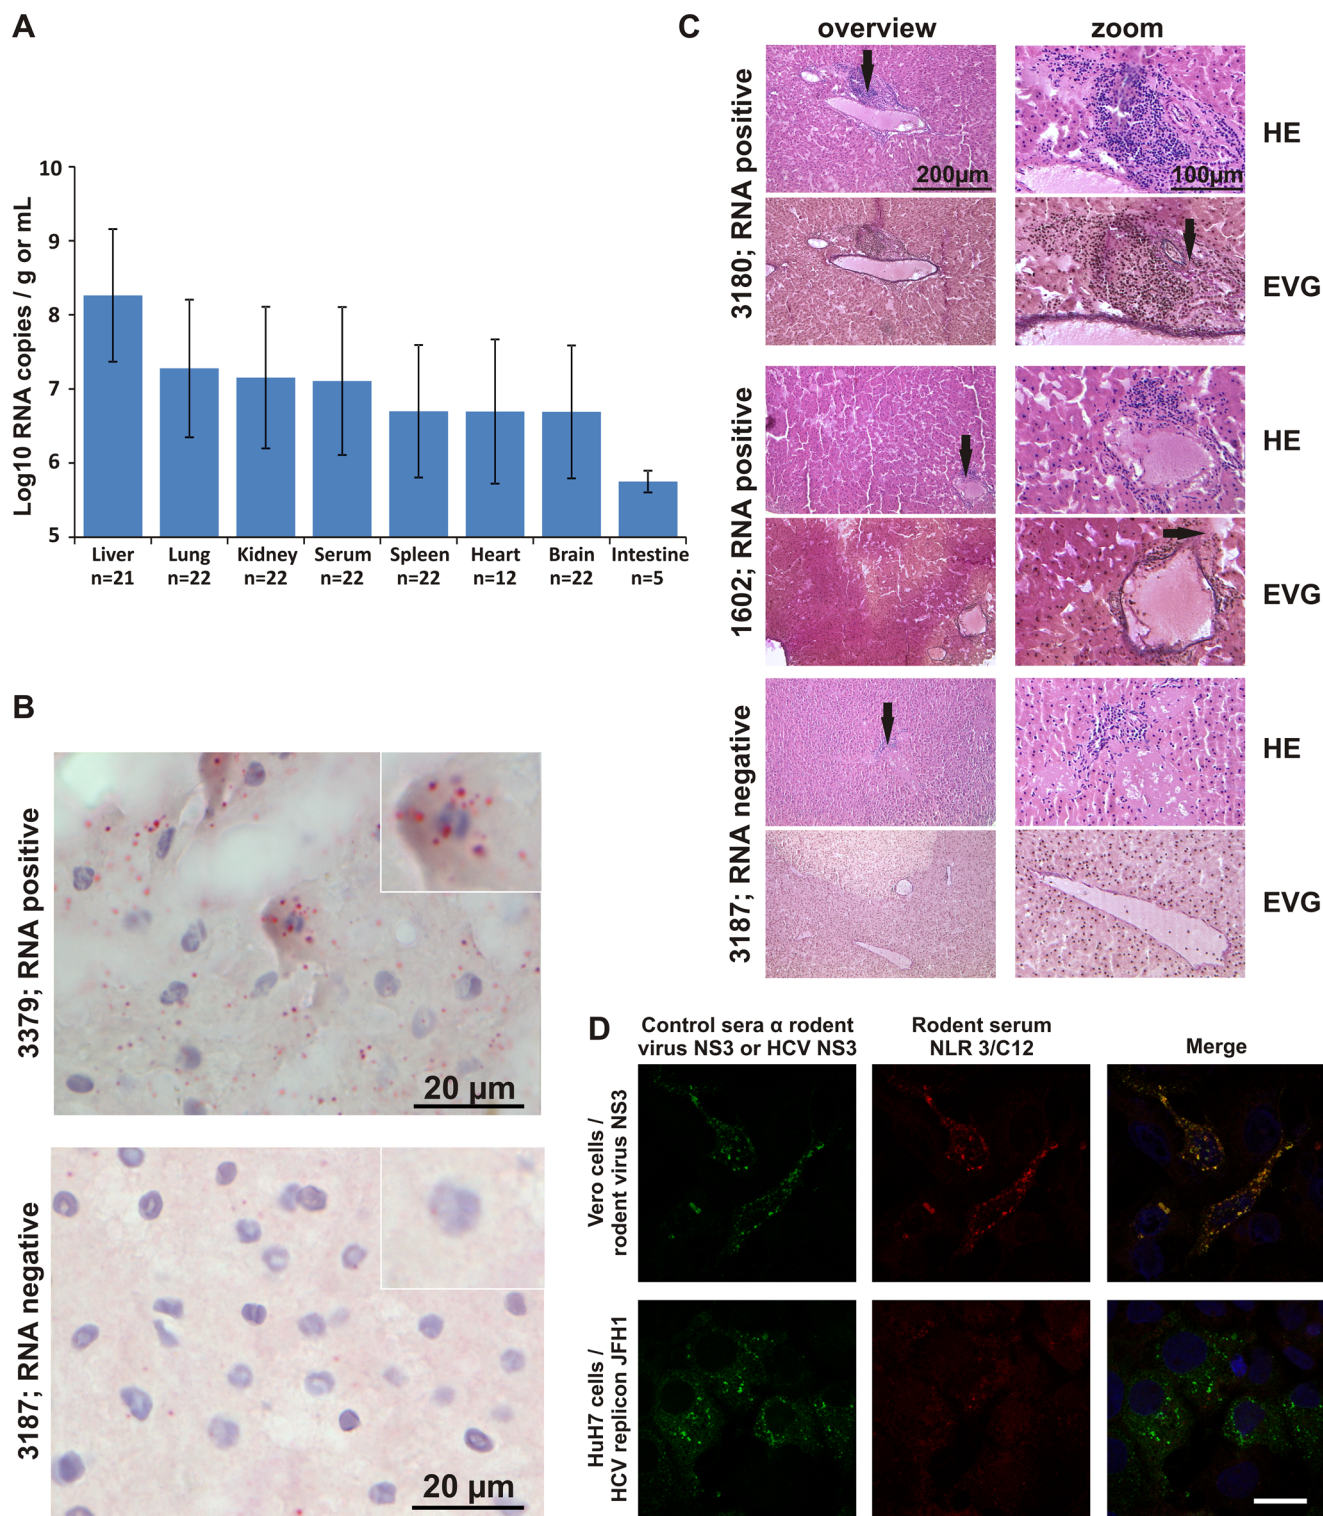 A
Log10 RNA copies / g or mL
10
9
8
7
6
5
Liver
n=21
Lung
n=22
Kidney
n=22
Serum
n=22
Spleen
n=22
Heart
n=12
Brain
n=22
Intestine
n=5
B
3379; RNA positive
20 µm
3187; RNA negative
20 µm
C
overview
zoom
3180; RNA positive
200µm
100µm
HE
EVG
1602; RNA positive
HE
EVG
3187; RNA negative
HE
EVG
D
Control sera α rodent
virus NS3 or HCV NS3
Rodent serum
NLR 3/C12
Merge
Vero cells /
rodent virus NS3
HuH7 cells /
HCV replicon JFH1